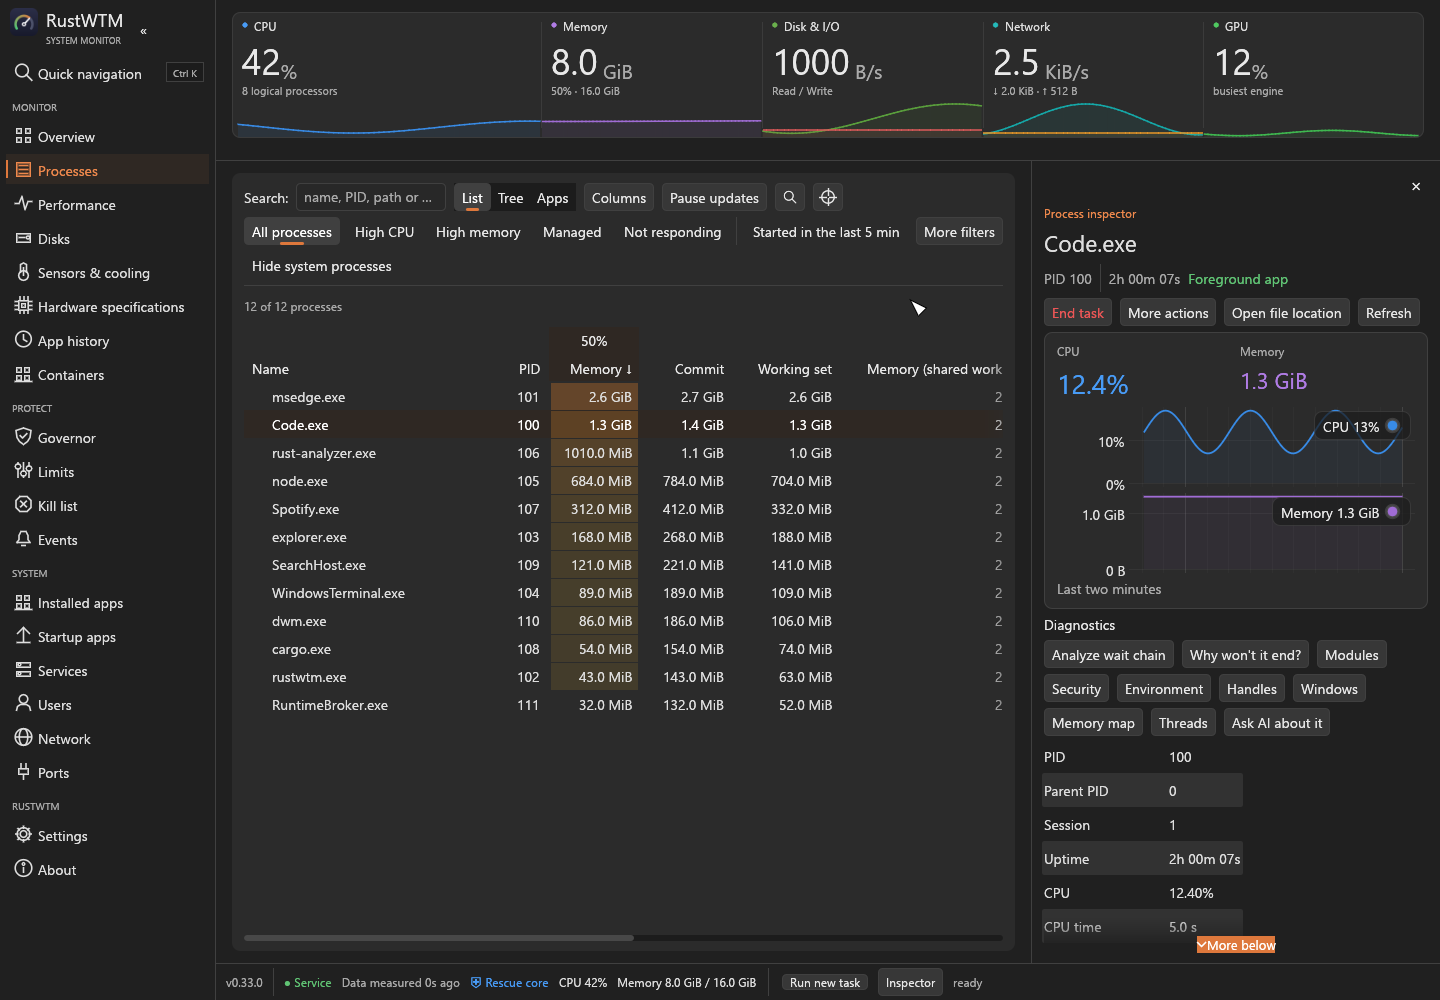 RustWTM
SYSTEM MONITOR
«
Quick navigation
Ctrl K
MONITOR
Overview
Processes
Performance
Disks
Sensors & cooling
Hardware specifications
App history
Containers
PROTECT
Governor
Limits
Kill list
Events
SYSTEM
Installed apps
Startup apps
Services
Users
Network
Ports
RUSTWTM
Settings
About
CPU
42%
8 logical processors
Memory
8.0 GiB
50% · 16.0 GiB
Disk & I/O
1000 B/s
Read / Write
Network
2.5 KiB/s
↓ 2.0 KiB · ↑ 512 B
GPU
12%
busiest engine
Search: name, PID, path or ... List Tree Apps Columns Pause updates
All processes High CPU High memory Managed Not responding Started in the last 5 min More filters
Hide system processes
12 of 12 processes
50%
Name PID Memory ↓ Commit Working set Memory (shared work
msedge.exe 101 2.6 GiB 2.7 GiB 2.6 GiB 2
Code.exe 100 1.3 GiB 1.4 GiB 1.3 GiB 2
rust-analyzer.exe 106 1010.0 MiB 1.1 GiB 1.0 GiB 2
node.exe 105 684.0 MiB 784.0 MiB 704.0 MiB 2
Spotify.exe 107 312.0 MiB 412.0 MiB 332.0 MiB 2
explorer.exe 103 168.0 MiB 268.0 MiB 188.0 MiB 2
SearchHost.exe 109 121.0 MiB 221.0 MiB 141.0 MiB 2
WindowsTerminal.exe 104 89.0 MiB 189.0 MiB 109.0 MiB 2
dwm.exe 110 86.0 MiB 186.0 MiB 106.0 MiB 2
cargo.exe 108 54.0 MiB 154.0 MiB 74.0 MiB 2
rustwtm.exe 102 43.0 MiB 143.0 MiB 63.0 MiB 2
RuntimeBroker.exe 111 32.0 MiB 132.0 MiB 52.0 MiB 2
×
Process inspector
Code.exe
PID 100 2h 00m 07s Foreground app
End task More actions Open file location Refresh
CPU Memory
12.4% 1.3 GiB
CPU 13%
10%
0%
1.0 GiB Memory 1.3 GiB
0 B
Last two minutes
Diagnostics
Analyze wait chain Why won't it end? Modules
Security Environment Handles Windows
Memory map Threads Ask AI about it
PID 100
Parent PID 0
Session 1
Uptime 2h 00m 07s
CPU 12.40%
CPU time 5.0 s
More below
v0.33.0 Service Data measured 0s ago Rescue core CPU 42% Memory 8.0 GiB / 16.0 GiB Run new task Inspector ready